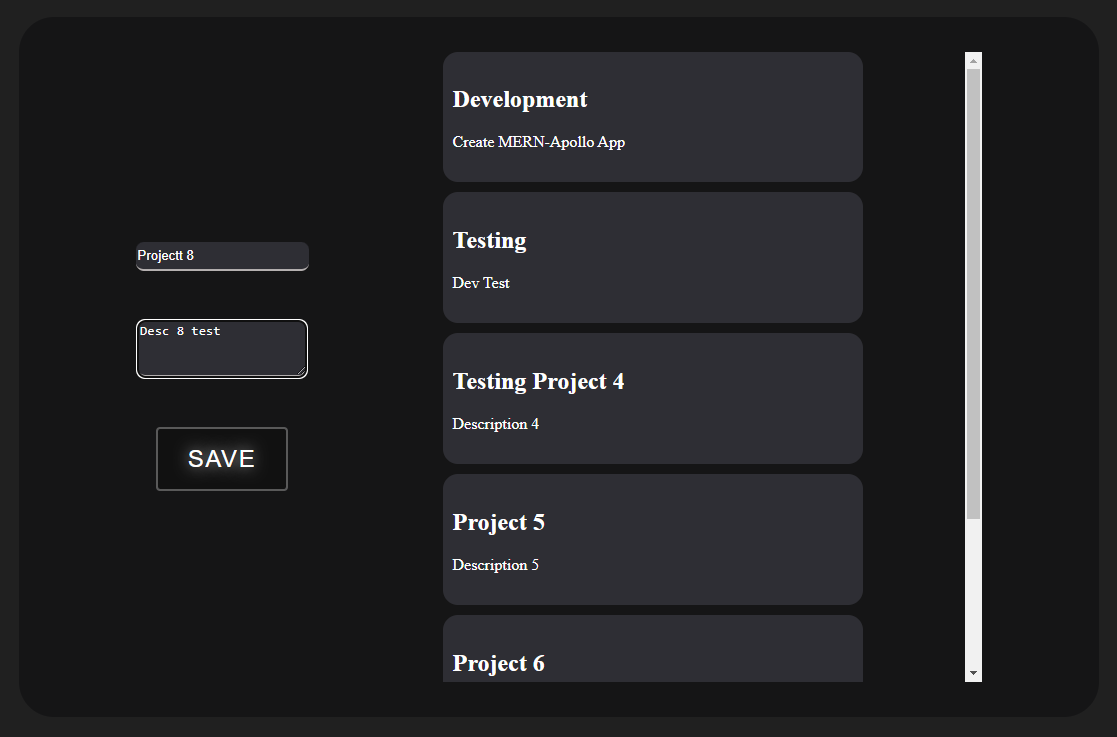 Projectt 8
Desc 8 test
SAVE
Development
Create MERN-Apollo App
Testing
Dev Test
Testing Project 4
Description 4
Project 5
Description 5
Project 6